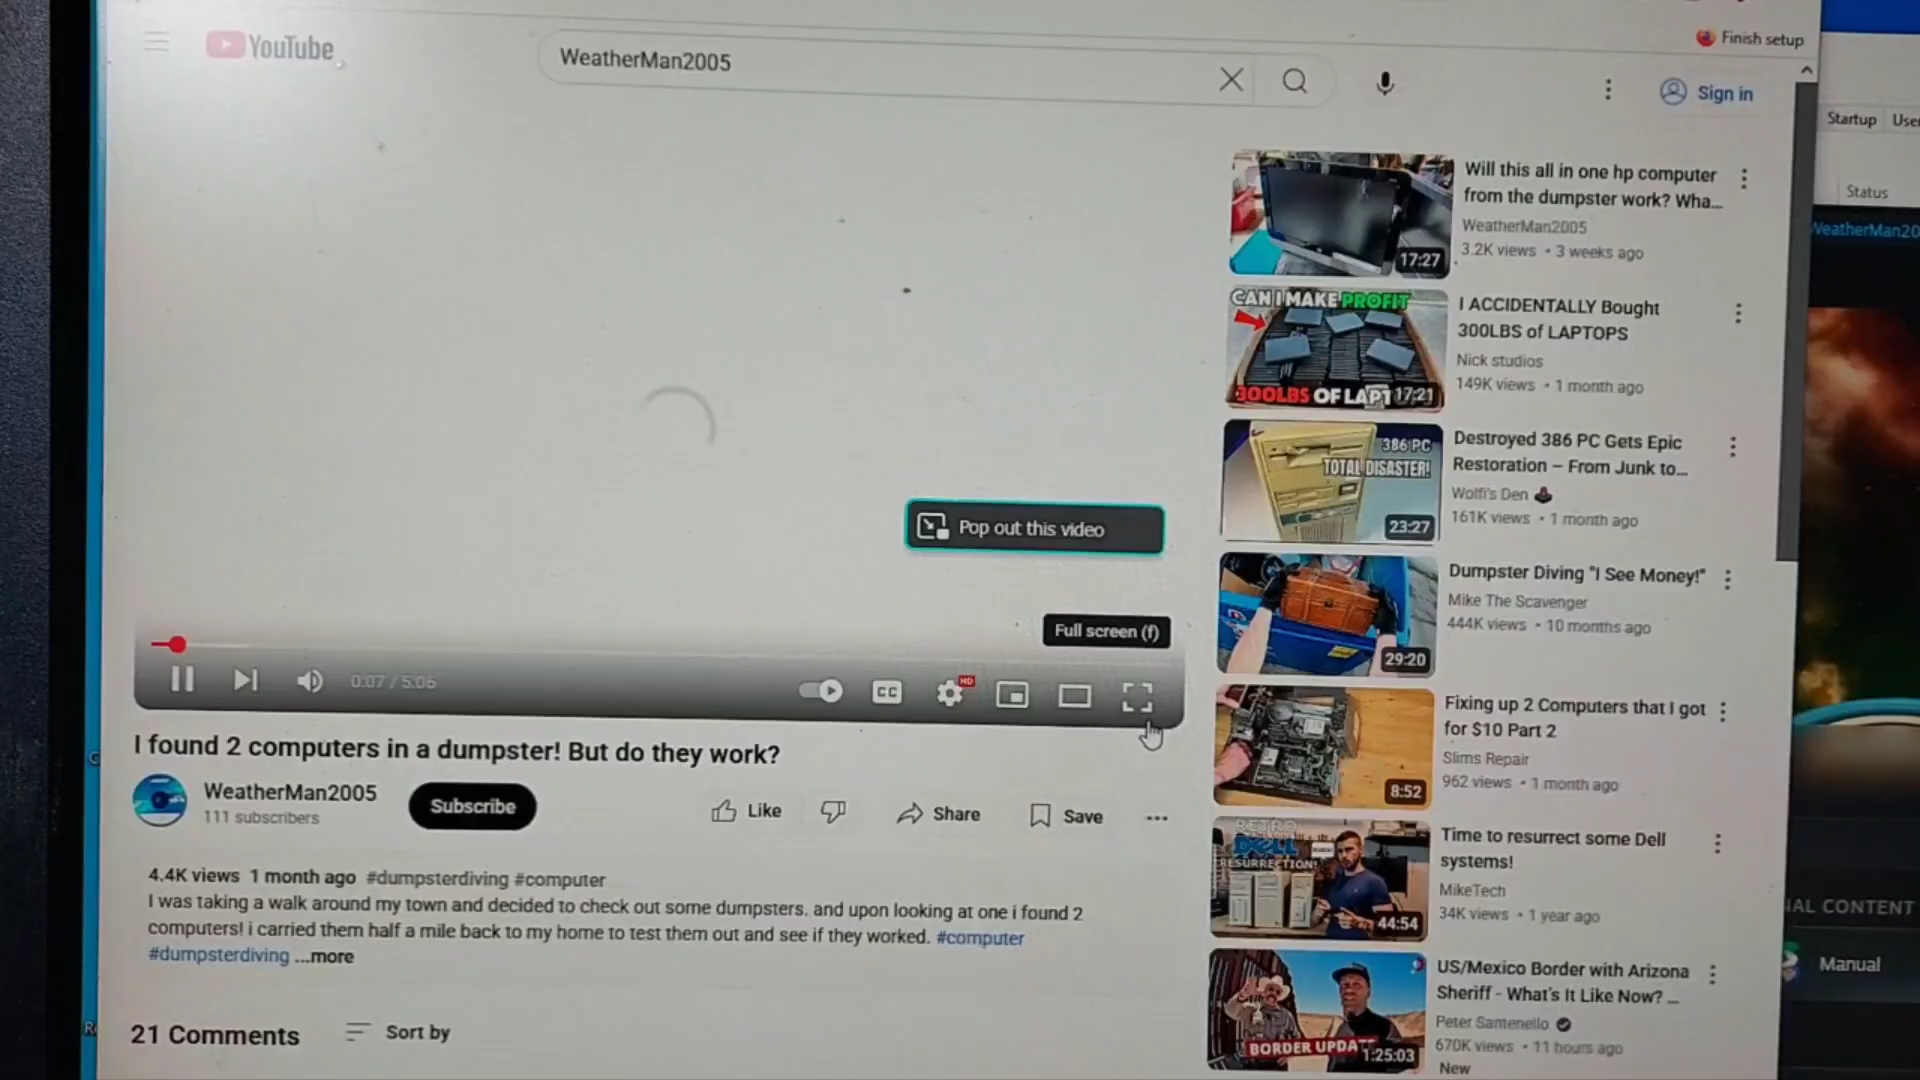 Finish setup
YouTube
WeatherMan2005
Sign in
Startup
Status
Pop out this video
Full screen (f)
0:07 / 5:06
CC
HD
I found 2 computers in a dumpster! But do they work?
WeatherMan2005
111 subscribers
Subscribe
Like
Share
Save
4.4K views 1 month ago #dumpsterdiving #computer
I was taking a walk around my town and decided to check out some dumpsters. and upon looking at one i found 2
computers! i carried them half a mile back to my home to test them out and see if they worked. #computer
#dumpsterdiving ...more
21 Comments
Sort by
17:27
Will this all in one hp computer
from the dumpster work? Wha...
WeatherMan2005
3.2K views • 3 weeks ago
CAN I MAKE PROFIT
300LBS OF LAPT
17:21
I ACCIDENTALLY Bought
300LBS of LAPTOPS
Nick studios
149K views • 1 month ago
386 PC
TOTAL DISASTER!
23:27
Destroyed 386 PC Gets Epic
Restoration – From Junk to...
Wolfi's Den
161K views • 1 month ago
29:20
Dumpster Diving "I See Money!"
Mike The Scavenger
444K views • 10 months ago
8:52
Fixing up 2 Computers that I got
for $10 Part 2
Slims Repair
962 views • 1 month ago
RETRO
DELL
RESURRECTION!
44:54
Time to resurrect some Dell
systems!
MikeTech
34K views • 1 year ago
BORDER UPDAT
1:25:03
US/Mexico Border with Arizona
Sheriff - What's It Like Now? ...
Peter Santenello
670K views • 11 hours ago
New
CONTENT
Manual